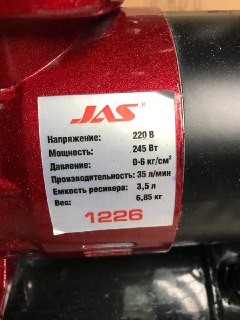 JAS®
Напряжение: 220 В
Мощность: 245 Вт
Давление: 0-6 кг/см²
Производительность: 35 л/мин
Емкость ресивера: 3,5 л
Вес: 6,85 кг
1226